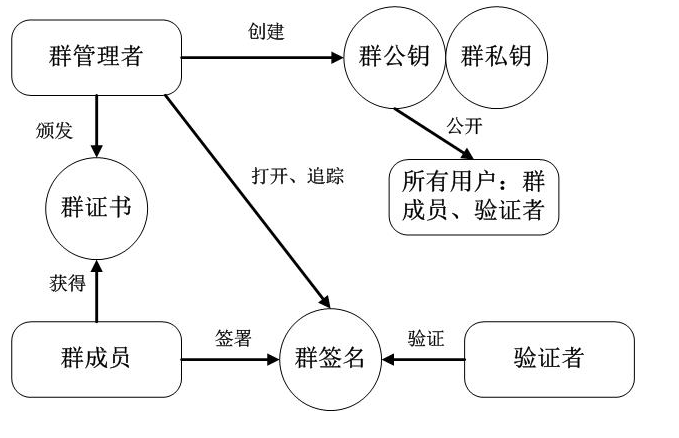 创建
群管理者
群公钥
群私钥
颁发
公开
打开、追踪
所有用户：群
成员、验证者
群证书
获得
签署
验证
群成员
群签名
验证者